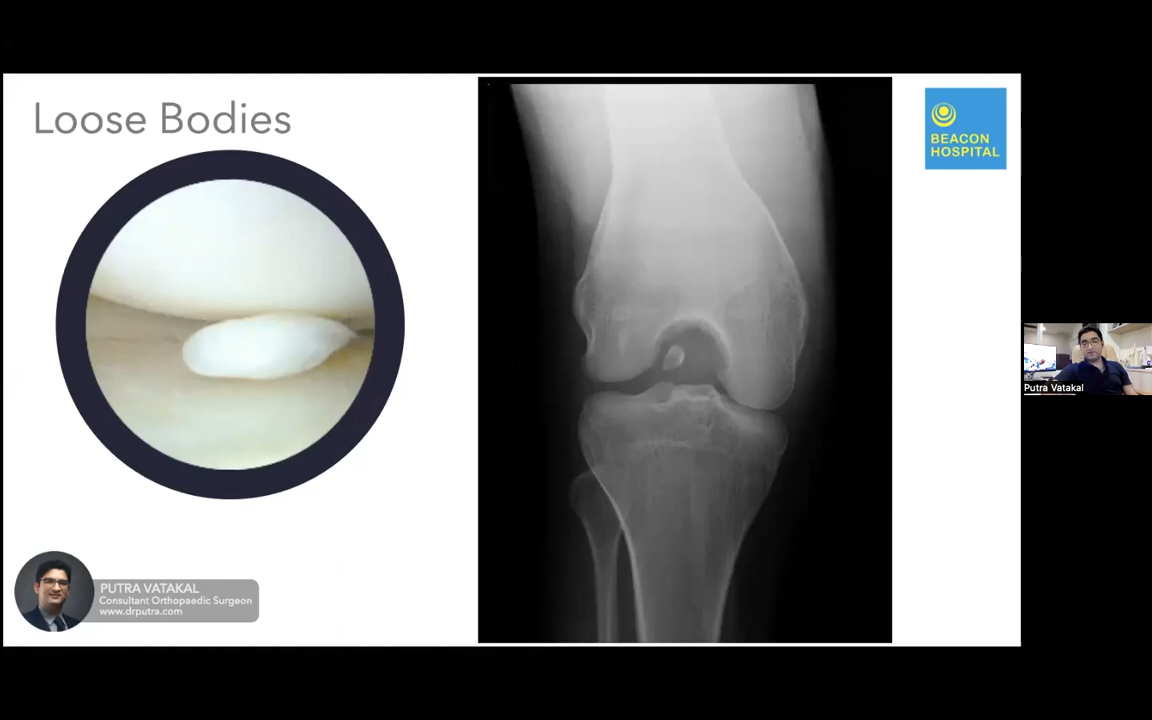 Loose Bodies
BEACON
HOSPITAL
Putra Vatakal
PUTRA VATAKAL
Consultant Orthopaedic Surgeon
www.drputra.com